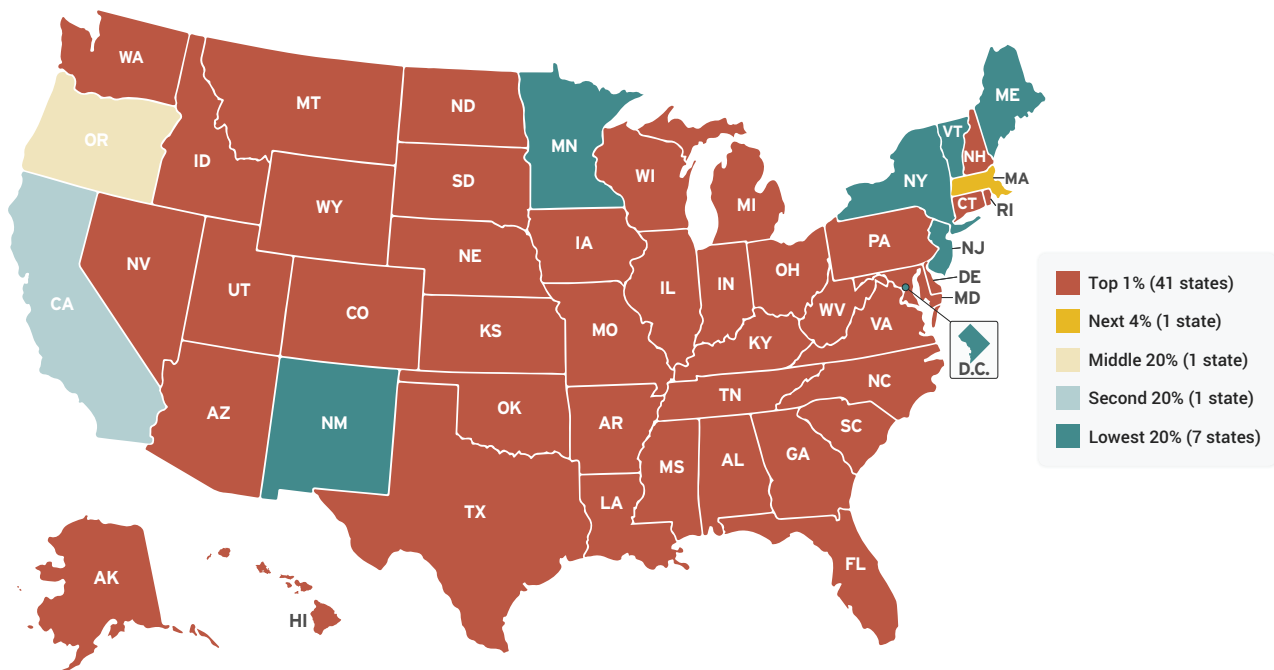 WA
MT
ND
MN
ME
VT
NH
OR
ID
SD
WI
MI
NY
MA
CT
RI
WY
IA
NE
PA
NJ
NV
UT
CO
IL
IN
OH
DE
MD
WV
VA
CA
KS
MO
KY
D.C.
AZ
NM
OK
AR
TN
NC
SC
MS
AL
GA
TX
LA
FL
AK
HI
Top 1% (41 states)
Next 4% (1 state)
Middle 20% (1 state)
Second 20% (1 state)
Lowest 20% (7 states)